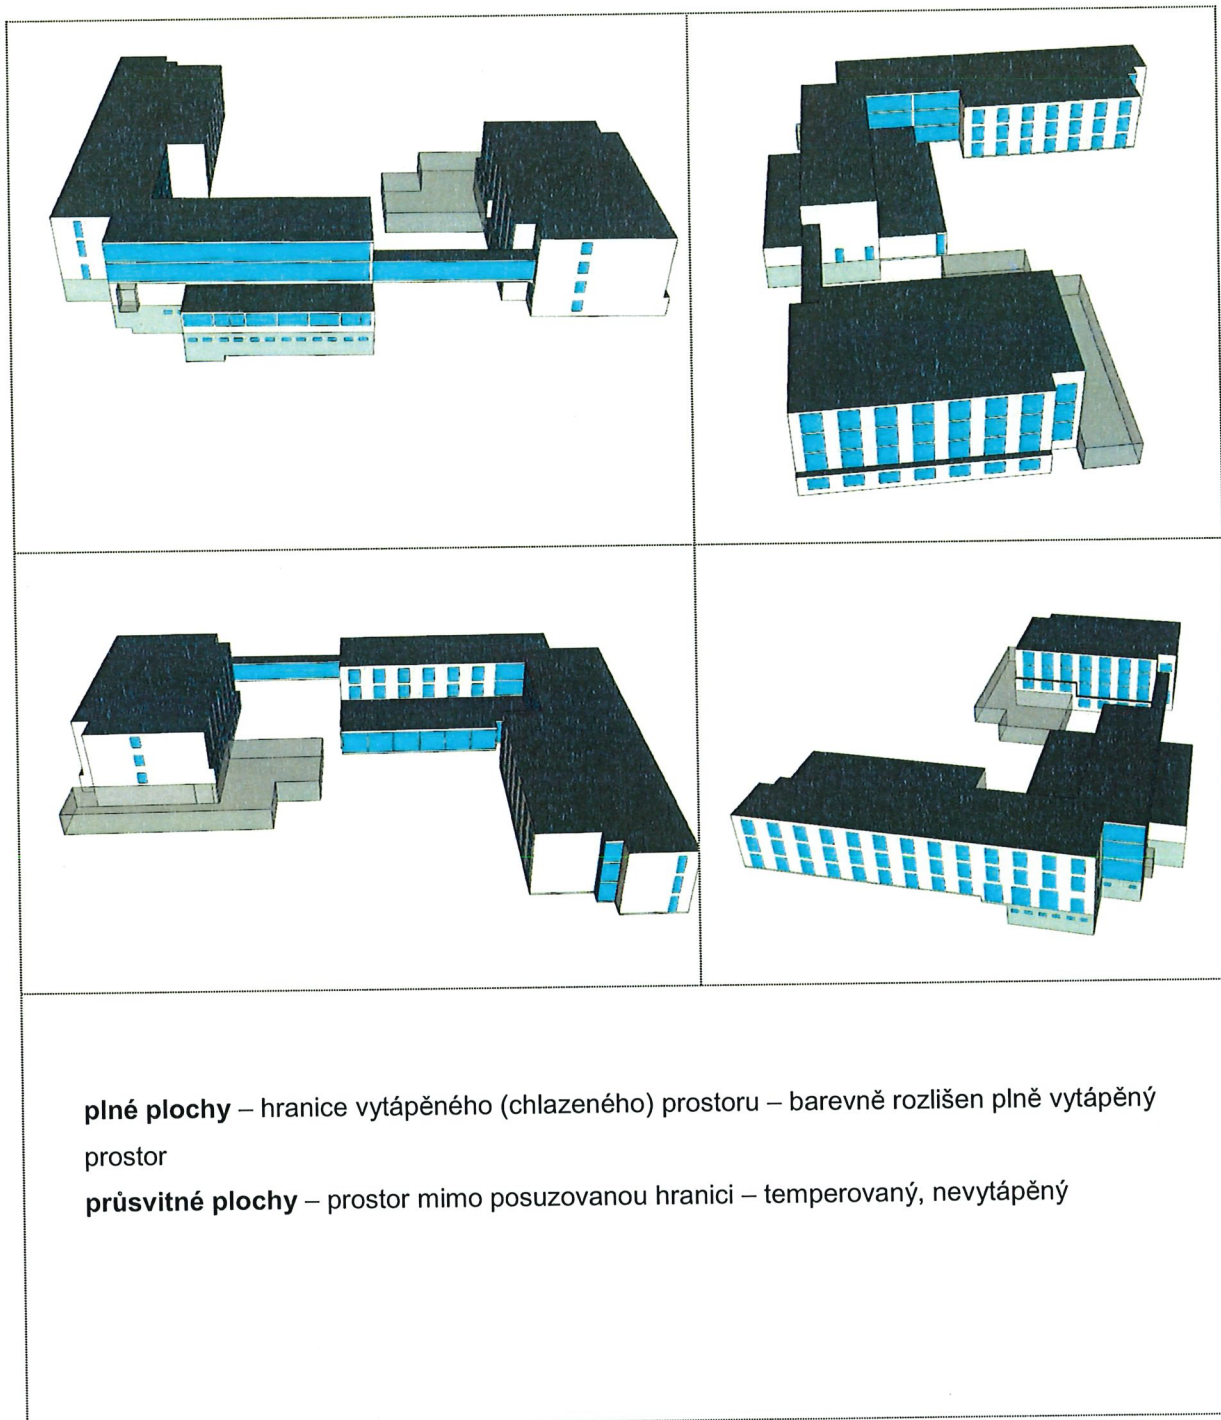 plné plochy – hranice vytápěného (chlazeného) prostoru – barevně rozlišen plně vytápěný
prostor
průsvitné plochy – prostor mimo posuzovanou hranici – temperovaný, nevytápěný